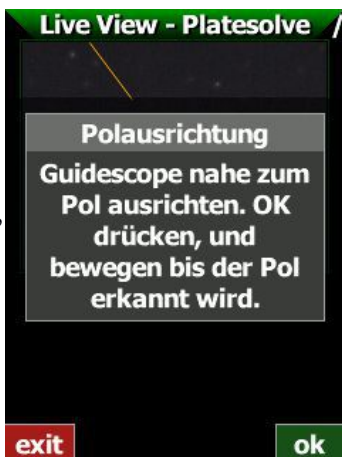 Live View - Platesolve /
Polausrichtung
Guidescope nahe zum
Pol ausrichten. OK
drücken, und
bewegen bis der Pol
erkannt wird.
exit
ok